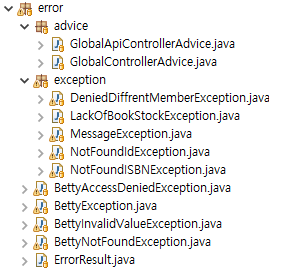 error
advice
GlobalApiControllerAdvice.java
GlobalControllerAdvice.java
exception
DeniedDiffrentMemberException.java
LackOfBookStockException.java
MessageException.java
NotFoundIdException.java
NotFoundISBNException.java
BettyAccessDeniedException.java
BettyException.java
BettyInvalidValueException.java
BettyNotFoundException.java
ErrorResult.java